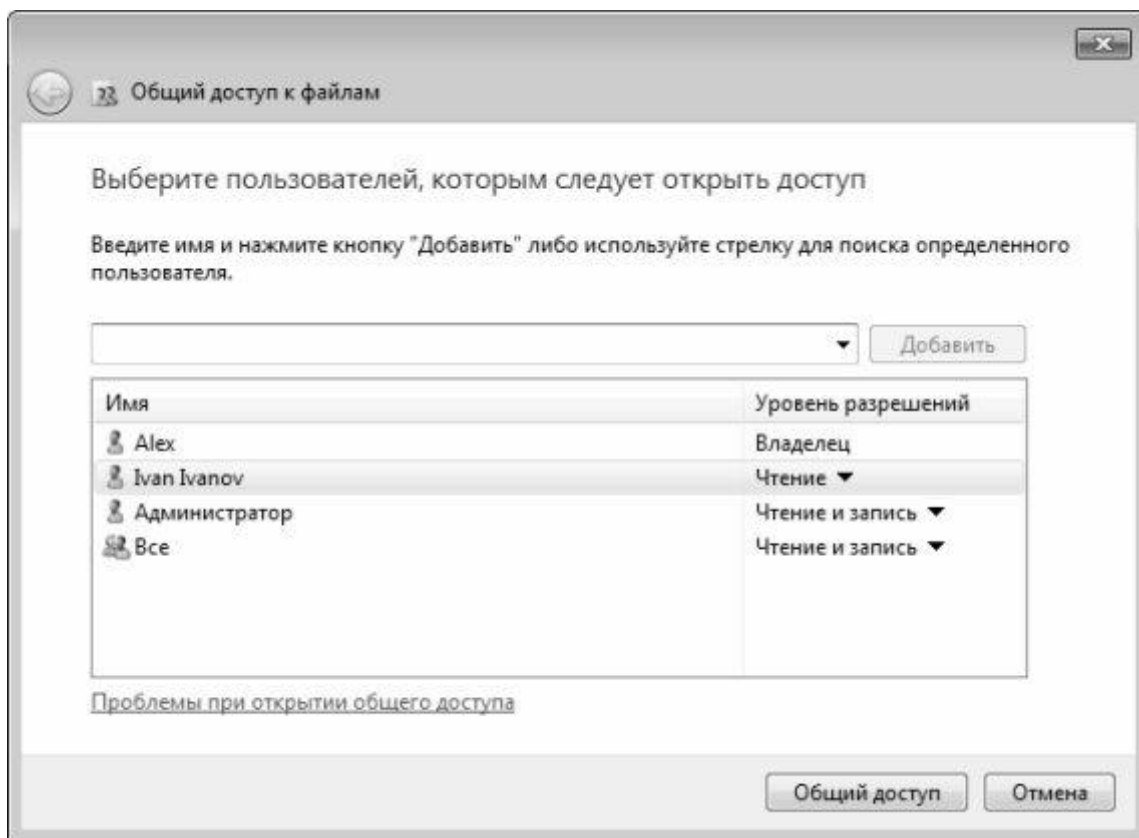 Общий доступ к файлам
Выберите пользователей, которым следует открыть доступ
Введите имя и нажмите кнопку "Добавить" либо используйте стрелку для поиска определенного
пользователя.
Добавить
Имя Уровень разрешений
Alex Владелец
Ivan Ivanov Чтение
Администратор Чтение и запись
Все Чтение и запись
Проблемы при открытии общего доступа
Общий доступ Отмена